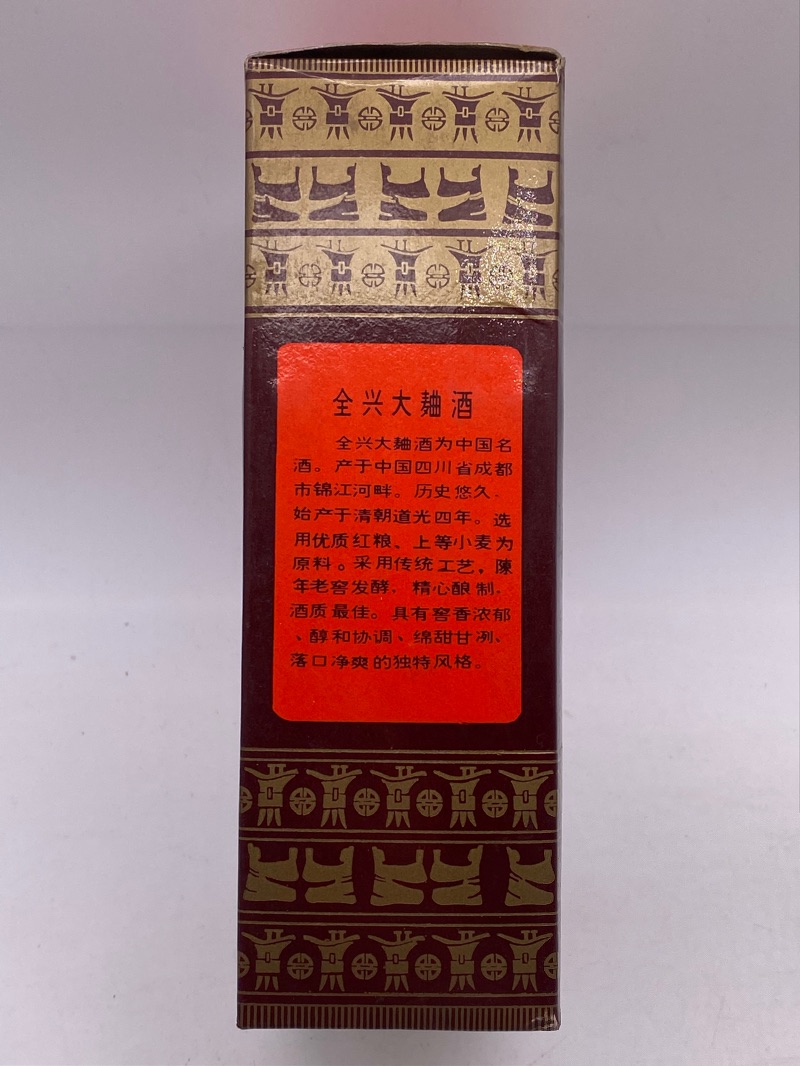 全兴大麯酒
全兴大麯酒为中国名
酒。产于中国四川省成都
市锦江河畔。历史悠久、
始产于清朝道光四年。选
用优质红粮、上等小麦为
原料。采用传统工艺，陳
年老窖发酵，精心酿制，
酒质最佳。具有窖香浓郁
、醇和协调、绵甜甘冽、
落口净爽的独特风格。